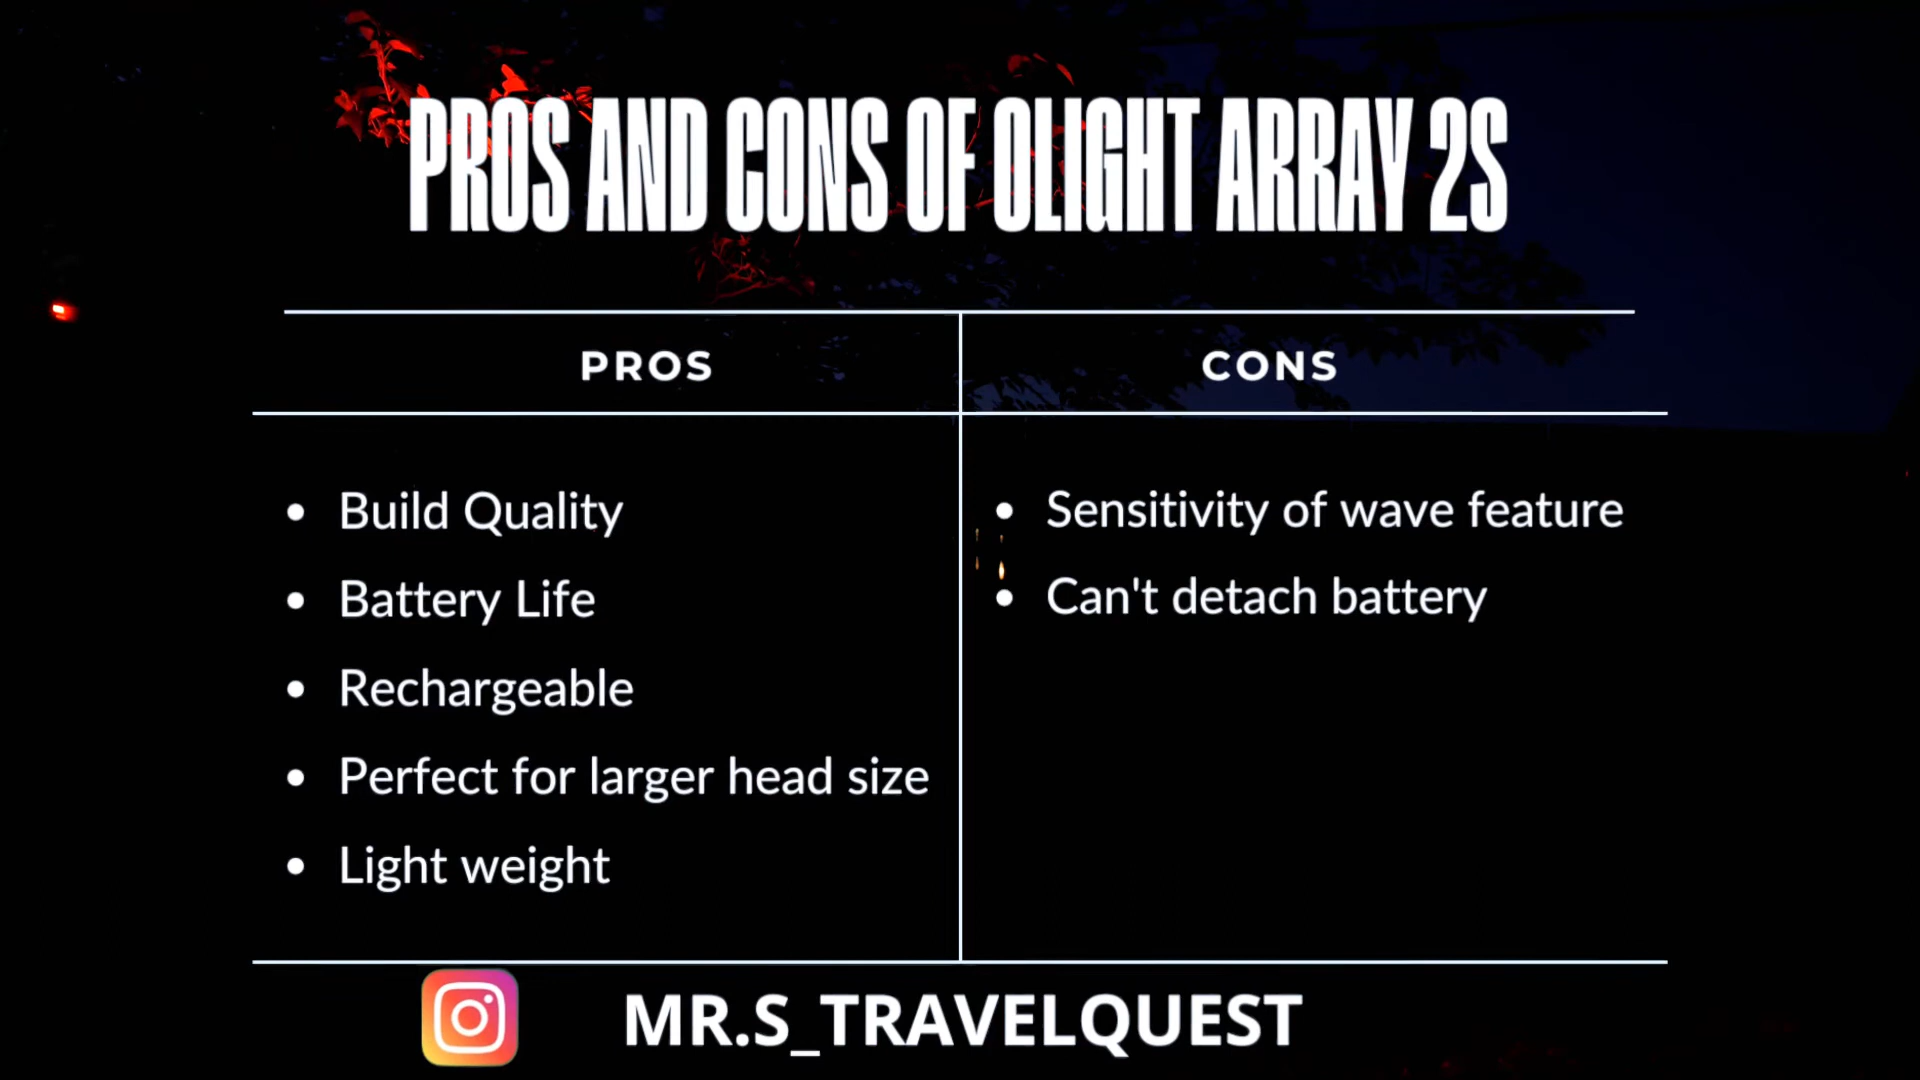 PROS AND CONS OF OLIGHT ARRAY 2S
PROS
CONS
• Build Quality
• Battery Life
• Rechargeable
• Perfect for larger head size
• Light weight
• Sensitivity of wave feature
• Can't detach battery
MR.S_TRAVELQUEST